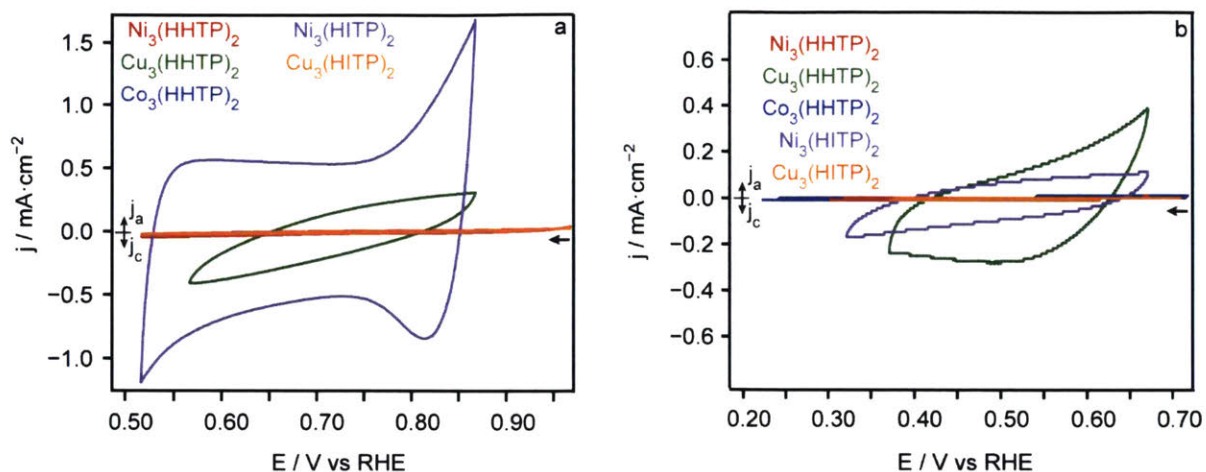 a
Ni3(HHTP)2 Ni3(HITP)2
Cu3(HHTP)2 Cu3(HITP)2
Co3(HHTP)2
1.5
1.0
0.5
0.0
−0.5
−1.0
j / mA·cm−2
ja
jc
0.50 0.60 0.70 0.80 0.90
E / V vs RHE
b
Ni3(HHTP)2
Cu3(HHTP)2
Co3(HHTP)2
Ni3(HITP)2
Cu3(HITP)2
0.6
0.4
0.2
0.0
−0.2
−0.4
−0.6
j / mA·cm−2
ja
jc
0.20 0.30 0.40 0.50 0.60 0.70
E / V vs RHE